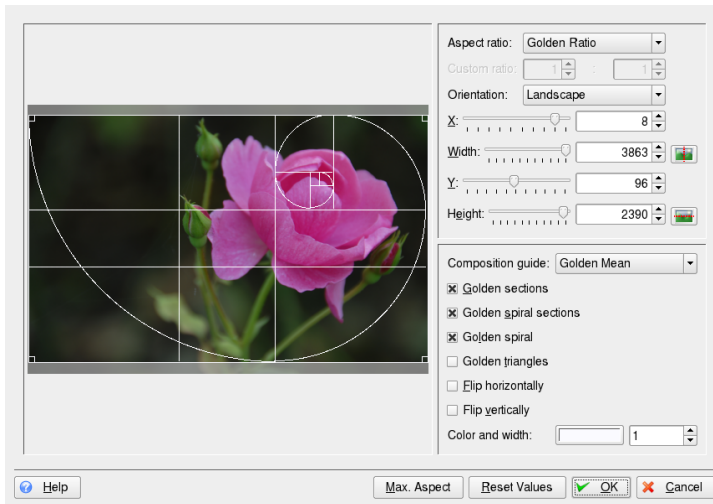 Aspect ratio: Golden Ratio
Custom ratio: 1 : 1
Orientation: Landscape
X: 8
Width: 3863
Y: 96
Height: 2390
Composition guide: Golden Mean
Golden sections
Golden spiral sections
Golden spiral
Golden triangles
Flip horizontally
Flip vertically
Color and width: 1
Help Max. Aspect Reset Values OK Cancel